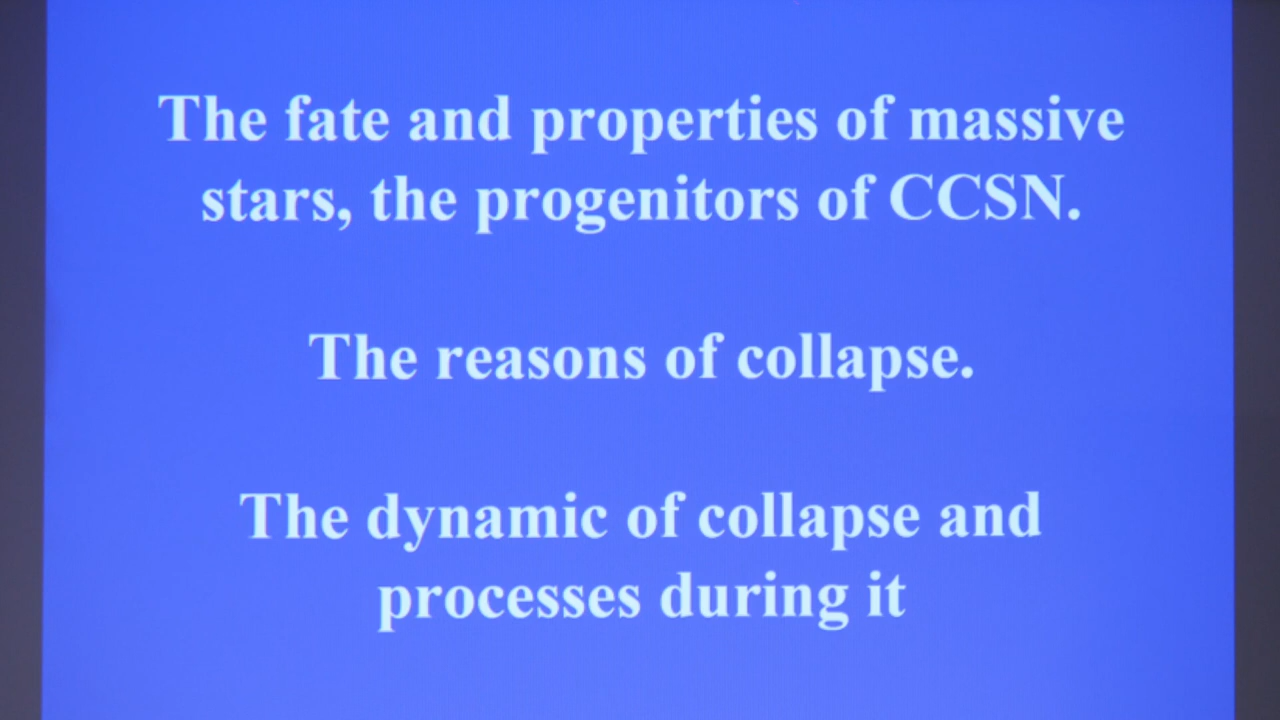 The fate and properties of massive
stars, the progenitors of CCSN.
The reasons of collapse.
The dynamic of collapse and
processes during it